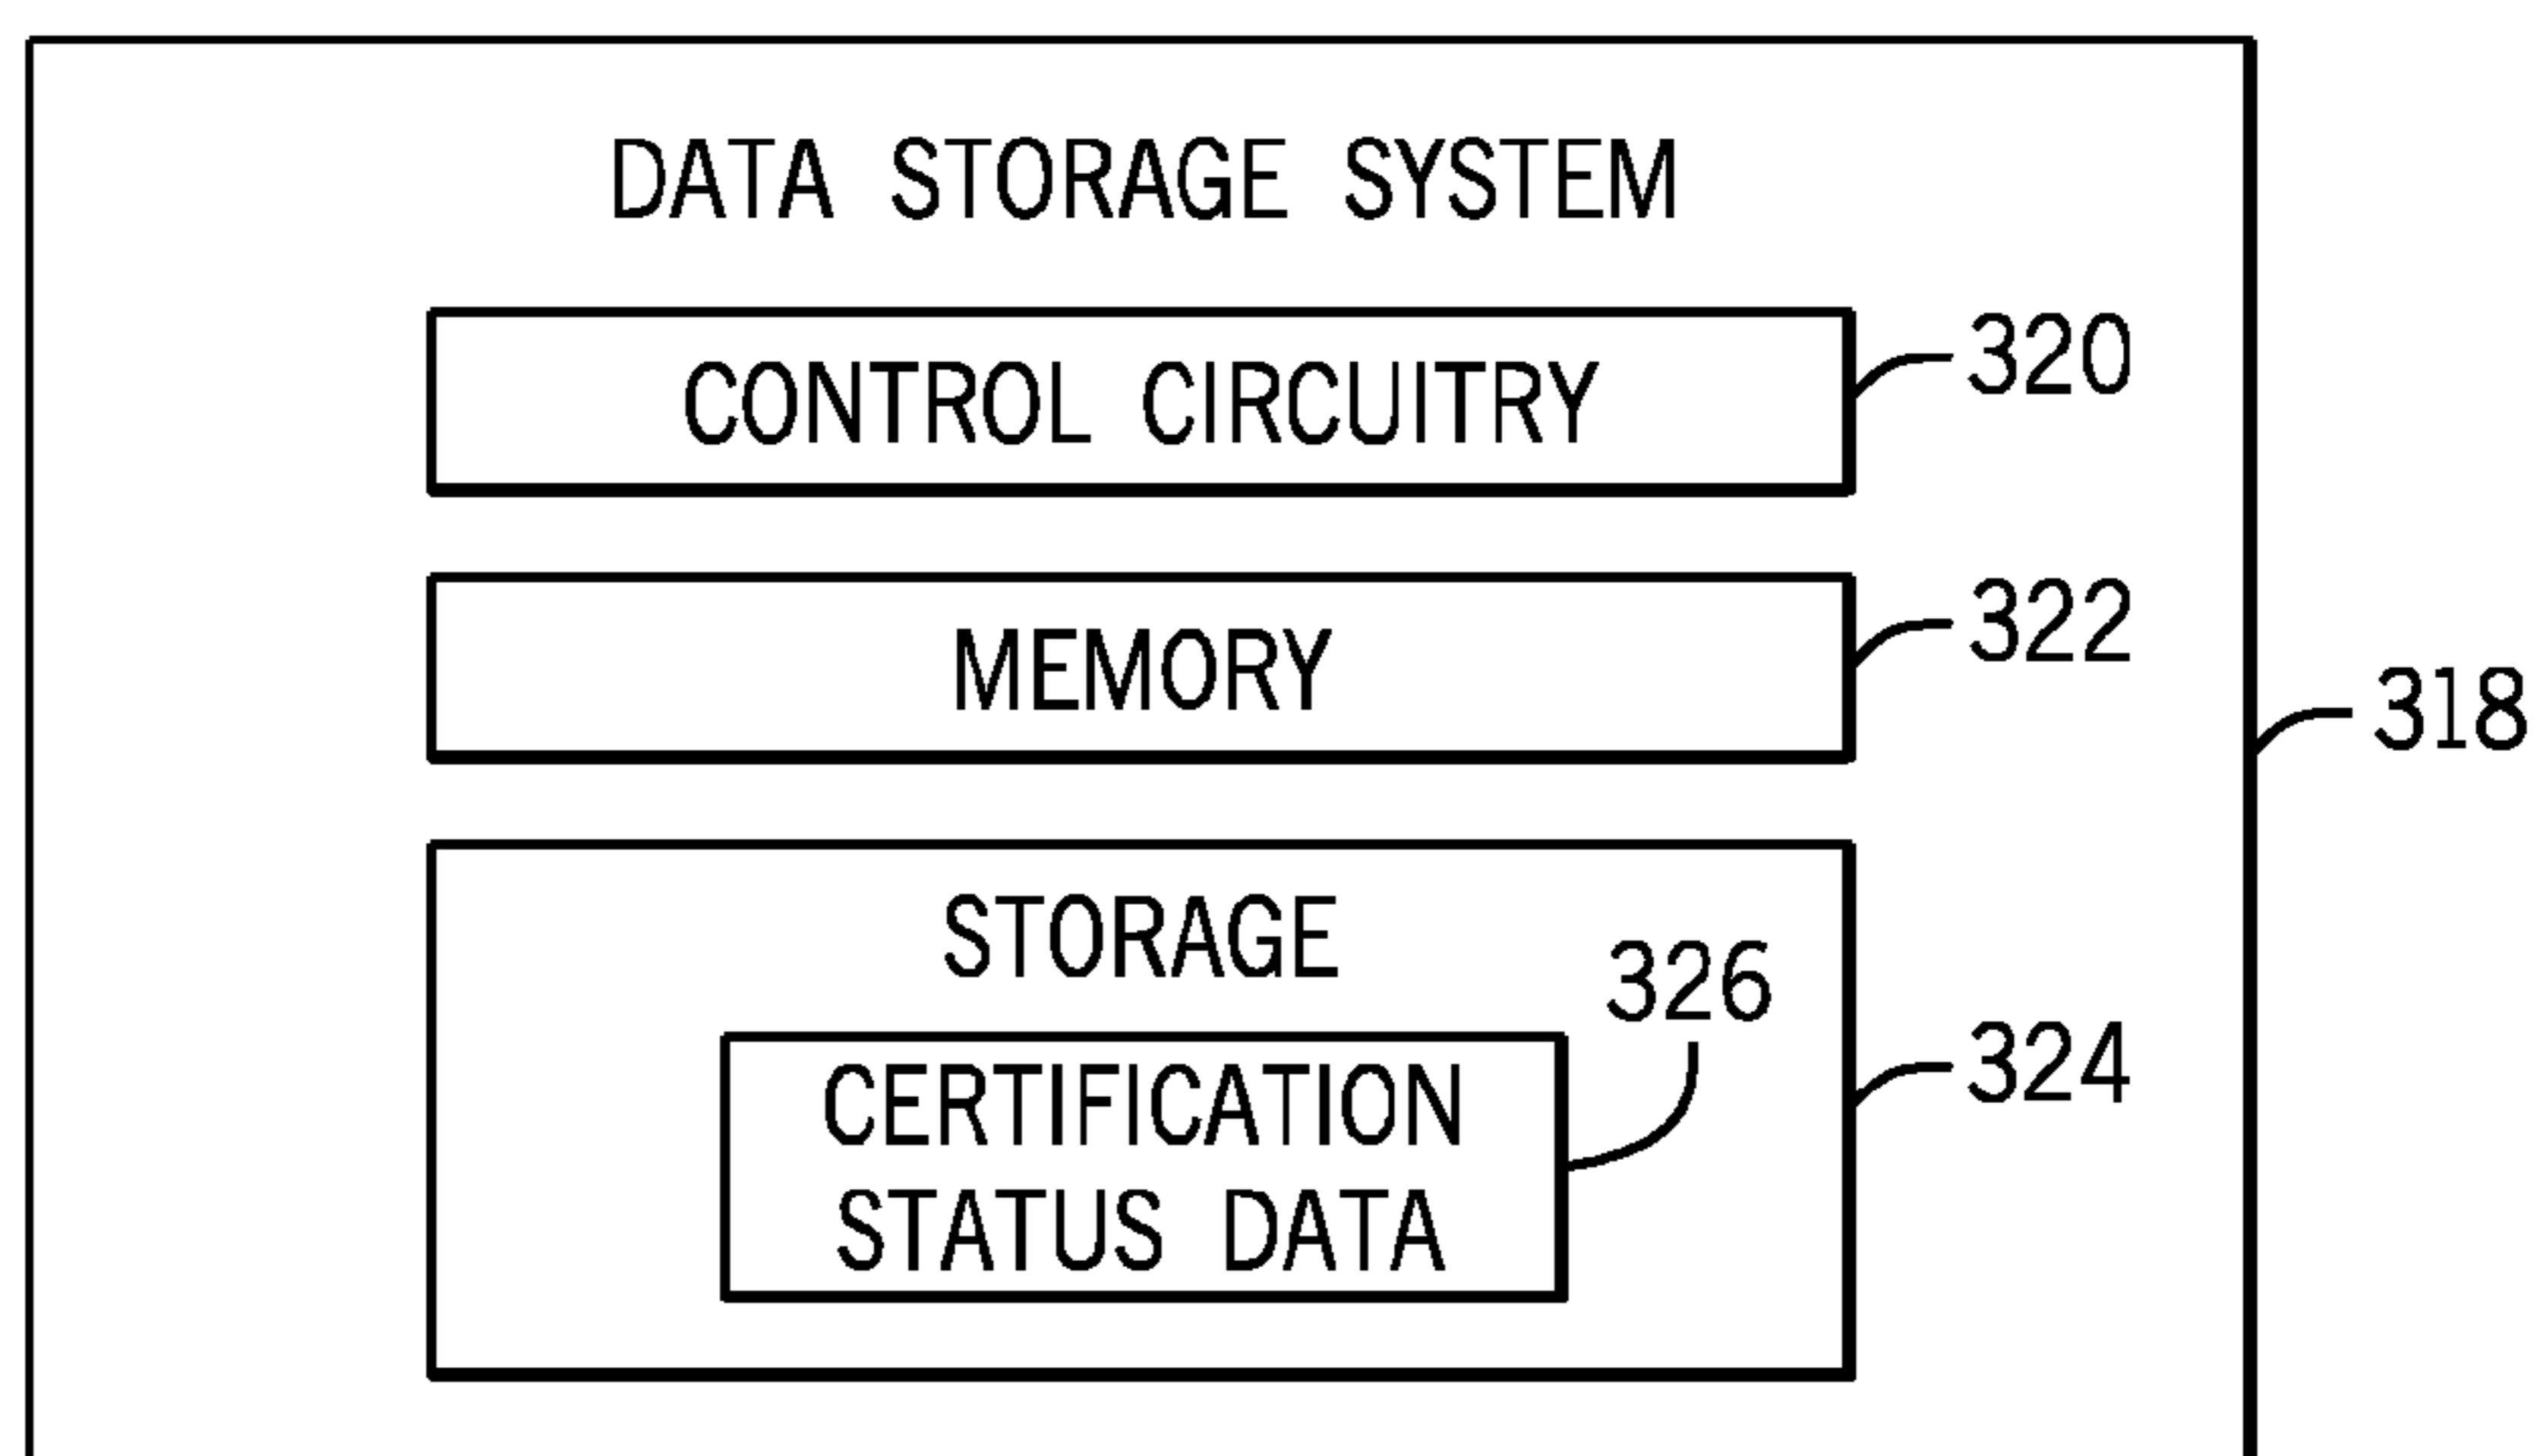 DATA STORAGE SYSTEM
CONTROL CIRCUITRY
320
MEMORY
322
318
STORAGE
326
CERTIFICATION
STATUS DATA
324